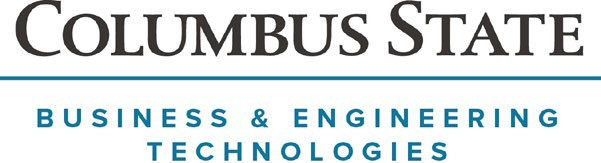 COLUMBUS STATE
BUSINESS & ENGINEERING
TECHNOLOGIES